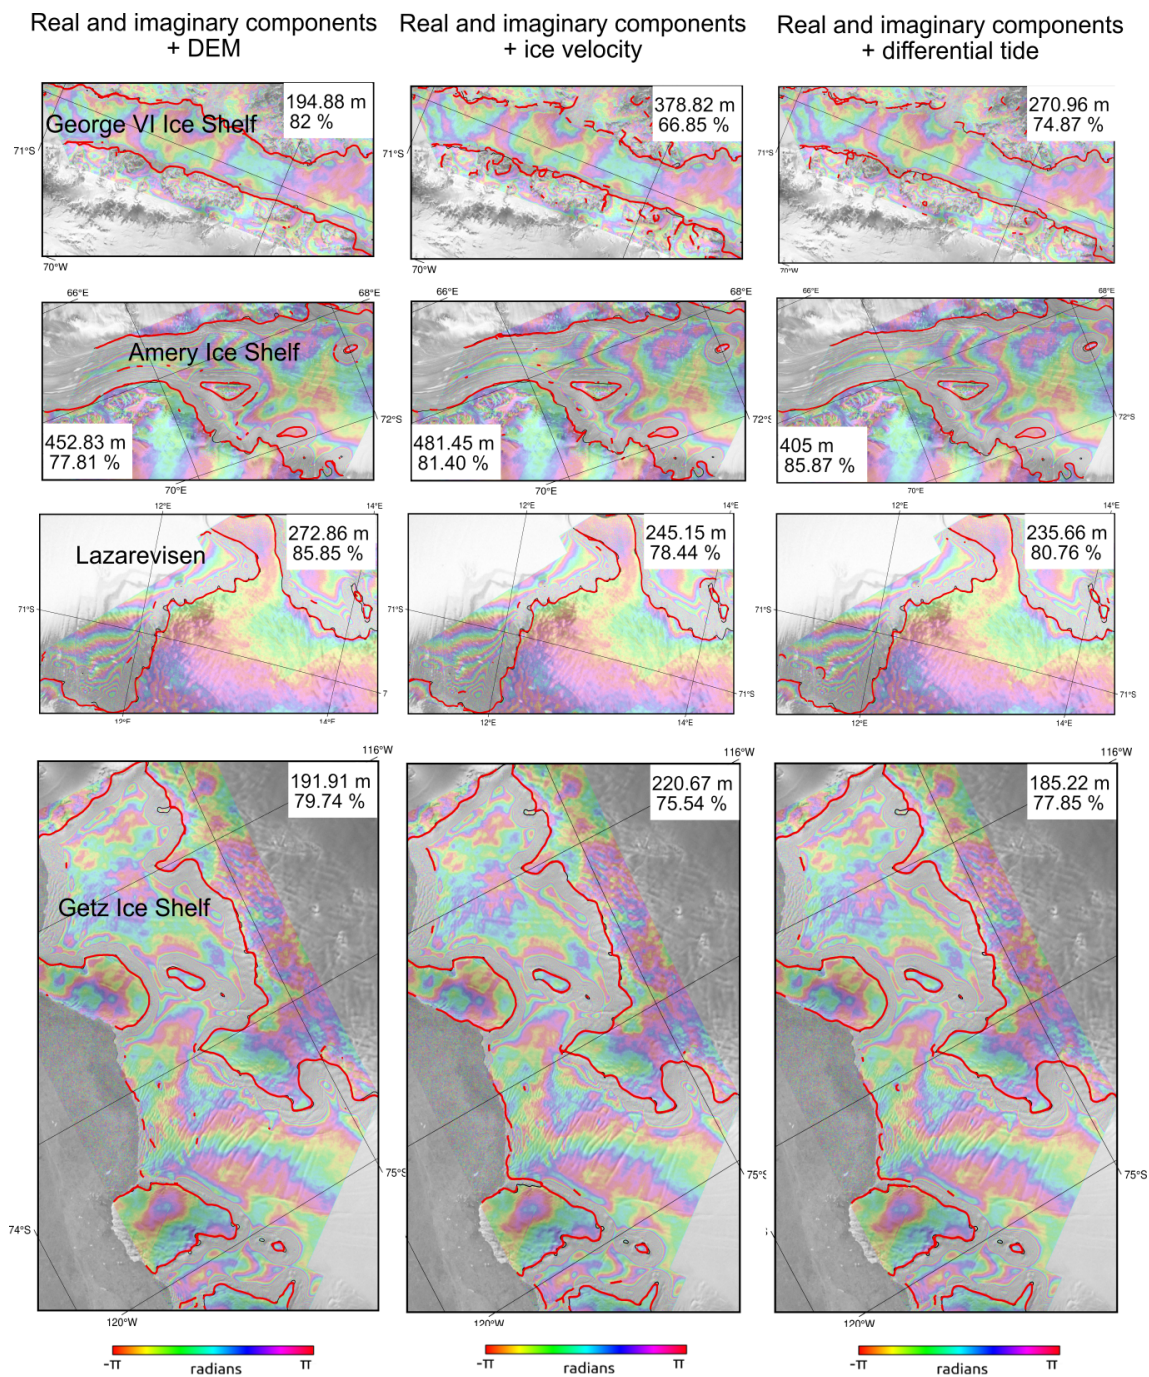 Real and imaginary components
+ DEM
Real and imaginary components
+ ice velocity
Real and imaginary components
+ differential tide
George VI Ice Shelf
194.88 m
82 %
378.82 m
66.85 %
270.96 m
74.87 %
71°S
71°S
71°S
70°W
70°W
70°W
66°E
68°E
66°E
68°E
66°E
68°E
Amery Ice Shelf
72°S
72°S
72°S
452.83 m
77.81 %
481.45 m
81.40 %
405 m
85.87 %
70°E
70°E
70°E
12°E
14°E
12°E
14°E
12°E
14°E
Lazarevisen
272.86 m
85.85 %
245.15 m
78.44 %
235.66 m
80.76 %
71°S
71°S
71°S
7
71°S
71°S
12°E
14°E
12°E
14°E
12°E
14°E
116°W
116°W
116°W
191.91 m
79.74 %
220.67 m
75.54 %
185.22 m
77.85 %
Getz Ice Shelf
75°S
75°S
75°S
74°S
120°W
120°W
120°W
-π
radians
π
-π
radians
π
-π
radians
π